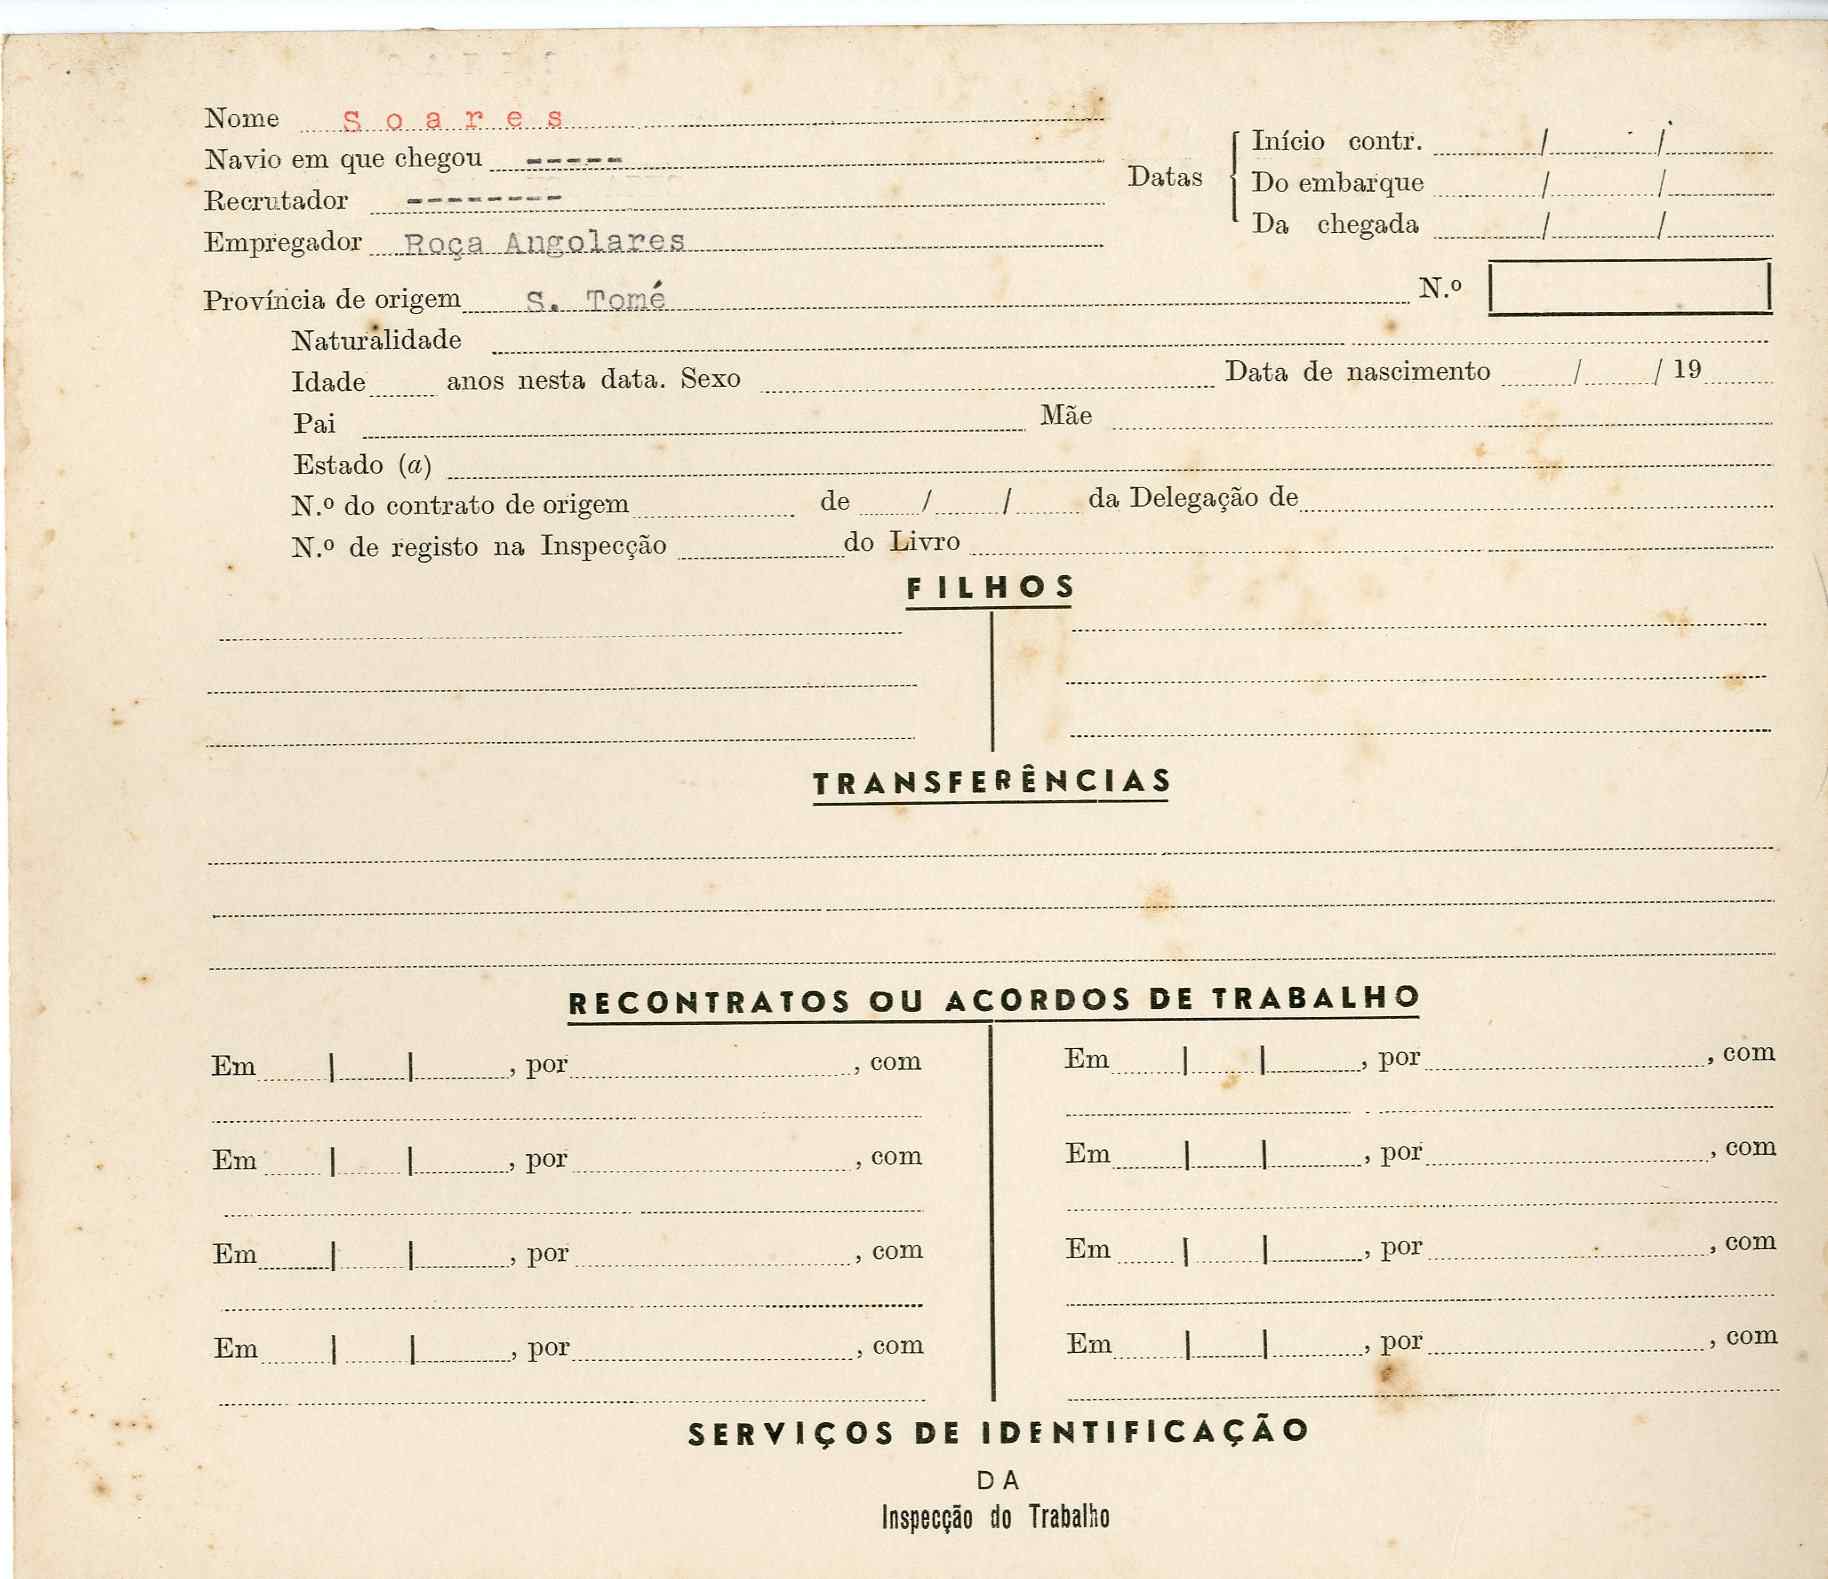 Nome Soares
Navio em que chegou -----
Recrutador --------
Empregador Roça Angolares
Datas
Início contr. / /
Do embarque / /
Da chegada / /
Província de origem S. Tomé N.º
Naturalidade
Idade anos nesta data. Sexo Data de nascimento / / 19
Pai Mãe
Estado (a)
N.º do contrato de origem de / / da Delegação de
N.º de registo na Inspecção do Livro
FILHOS
TRANSFERÊNCIAS
RECONTRATOS OU ACORDOS DE TRABALHO
Em | | , por , com
Em | | , por , com
Em | | , por , com
Em | | , por , com
Em | | , por , com
Em | | , por , com
Em | | , por , com
Em | | , por , com
SERVIÇOS DE IDENTIFICAÇÃO
DA
Inspecção do Trabalho